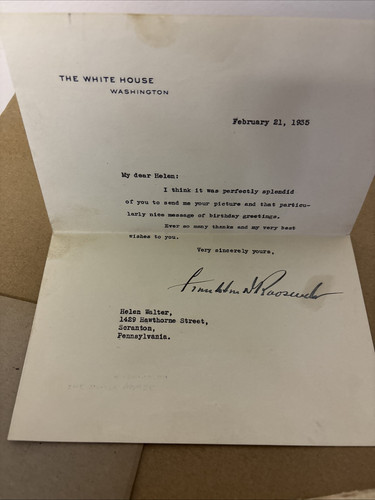 THE WHITE HOUSE
WASHINGTON
February 21, 1935
My dear Helen:
I think it was perfectly splendid
of you to send me your picture and that particu-
larly nice message of birthday greetings.
Ever so many thanks and my very best
wishes to you.
Very sincerely yours,
Franklin D Roosevelt
Helen Walter,
1429 Hawthorne Street,
Scranton,
Pennsylvania.